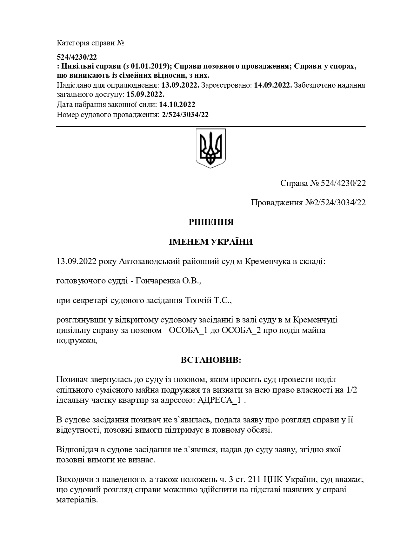 Категорія справи №
524/4230/22
: Цивільні справи (з 01.01.2019); Справи позовного провадження; Справи у спорах,
що виникають із сімейних відносин, з них.
Надіслано для оприлюднення: 13.09.2022. Зареєстровано: 14.09.2022. Забезпечено надання
загального доступу: 15.09.2022.
Дата набрання законної сили: 14.10.2022
Номер судового провадження: 2/524/3034/22
Справа № 524/4230/22
Провадження №2/524/3034/22
РІШЕННЯ
ІМЕНЕМ УКРАЇНИ
13.09.2022 року Автозаводський районний суд м Кременчука в складі:
головуючого судді - Гончаренка О.В.,
при секретарі судового засідання Тончій Т.С.,
розглянувши у відкритому судовому засіданні в залі суду в м Кременчуці
цивільну справу за позовом ОСОБА_1 до ОСОБА_2 про поділ майна
подружжя,
ВСТАНОВИВ:
Позивач звернулась до суду із позовом, яким просить суд провести поділ
спільного сумісного майна подружжя та визнати за нею право власності на 1/2
ідеальну частку квартир за адресою: АДРЕСА_1 .
В судове засідання позивач не з`явилась, подала заяву про розгляд справи у її
відсутності, позовні вимоги підтримує в повному обсязі.
Відповідач в судове засідання не з`явився, надав до суду заяву, згідно якої
позовні вимоги не визнає.
Виходячи з наведеного, а також положень ч. 3 ст. 211 ЦПК України, суд вважає,
що судовий розгляд справи можливо здійснити на підставі наявних у справі
матеріалів.